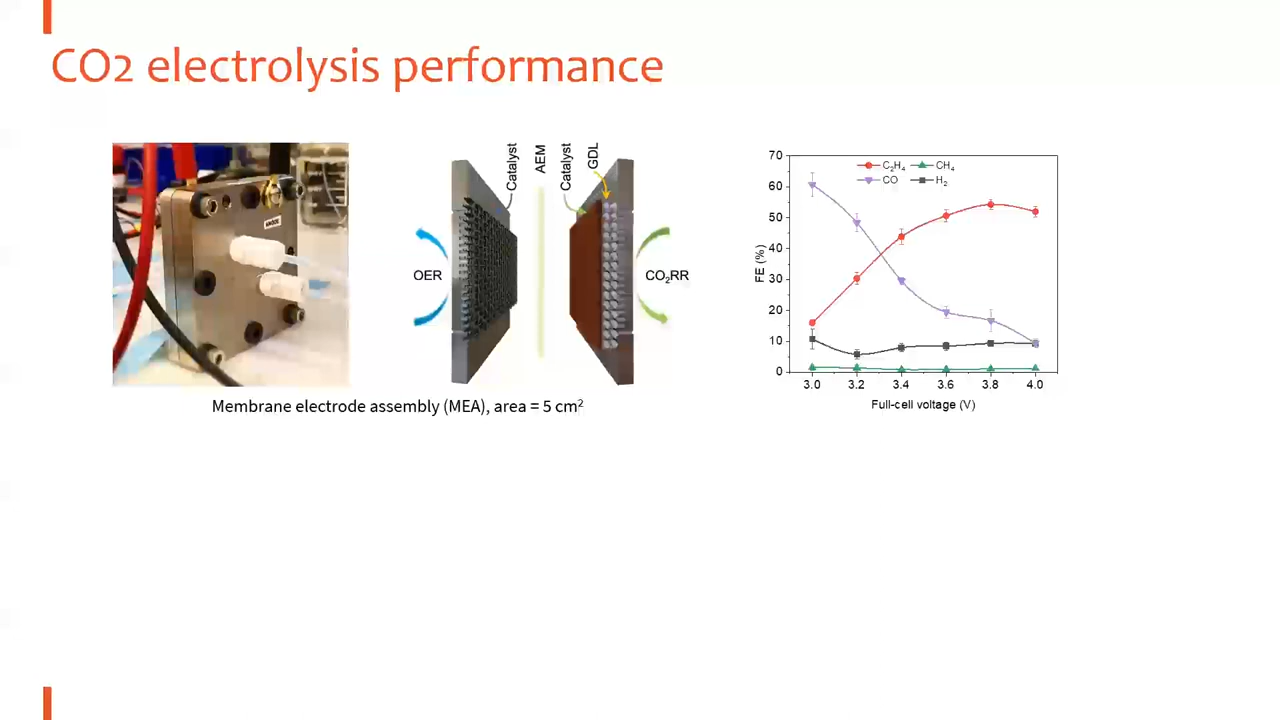 CO2 electrolysis performance
ANODE
Catalyst
AEM
Catalyst
GDL
OER
CO₂RR
Membrane electrode assembly (MEA), area = 5 cm²
C₂H₄ CH₄
CO H₂
FE (%)
70
60
50
40
30
20
10
0
3.0 3.2 3.4 3.6 3.8 4.0
Full-cell voltage (V)